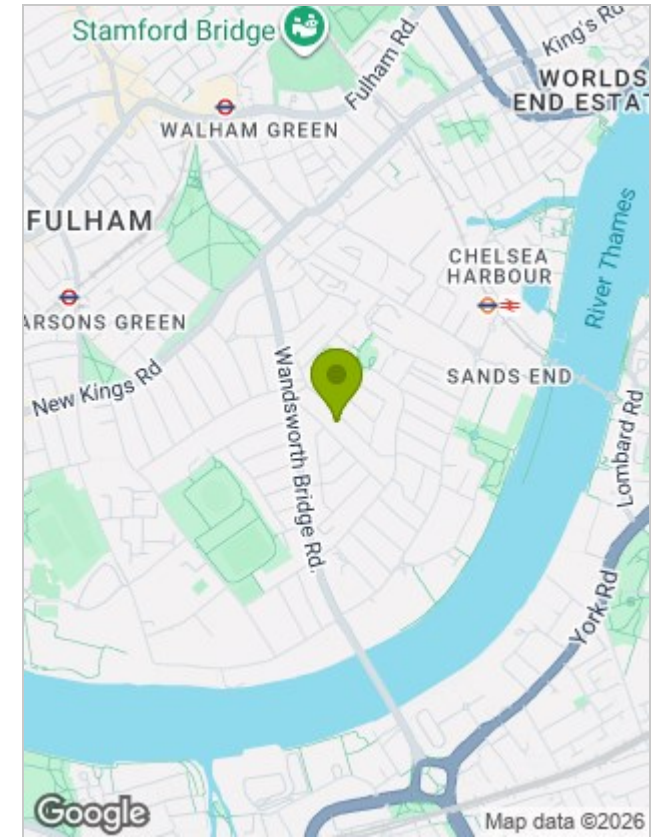 Stamford Bridge
Fulham Rd.
King's Rd
WORLDS
END ESTAT
WALHAM GREEN
FULHAM
CHELSEA
HARBOUR
River Thames
ARSONS GREEN
New Kings Rd
Wandsworth Bridge Rd.
SANDS END
Lombard Rd
York Rd
Google
Map data ©2026